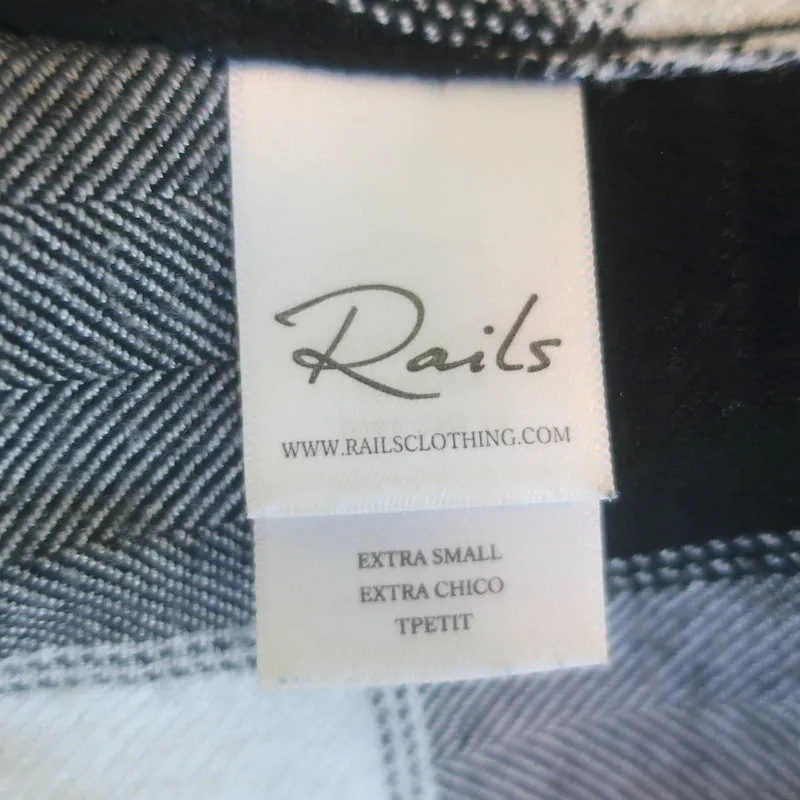 Rails
WWW.RAILSCLOTHING.COM
EXTRA SMALL
EXTRA CHICO
TPETIT